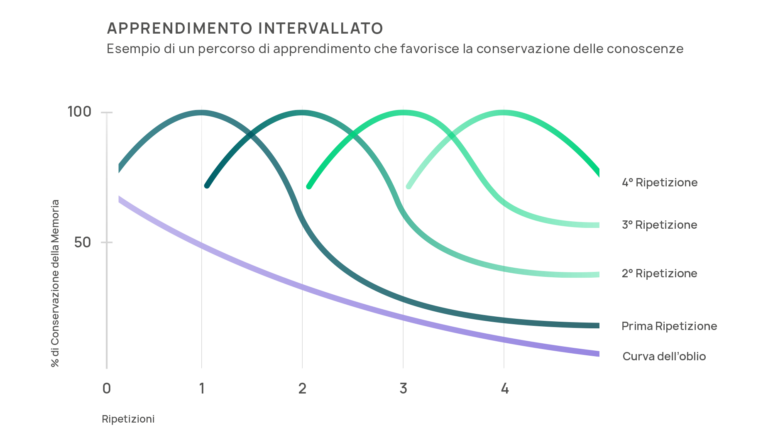 APPRENDIMENTO INTERVALLATO
Esempio di un percorso di apprendimento che favorisce la conservazione delle conoscenze
100
50
% di Conservazione della Memoria
4° Ripetizione
3° Ripetizione
2° Ripetizione
Prima Ripetizione
Curva dell'oblio
0 1 2 3 4
Ripetizioni